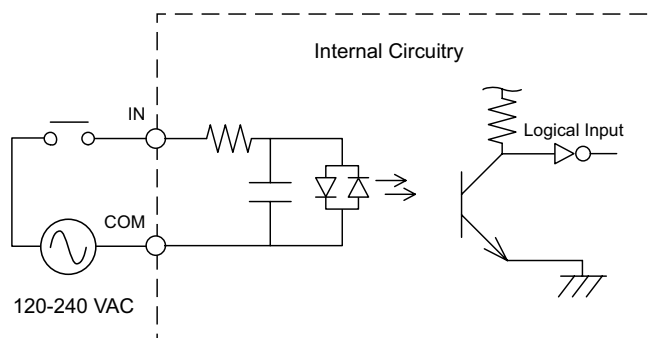 Internal Circuitry
IN
Logical Input
COM
120-240 VAC